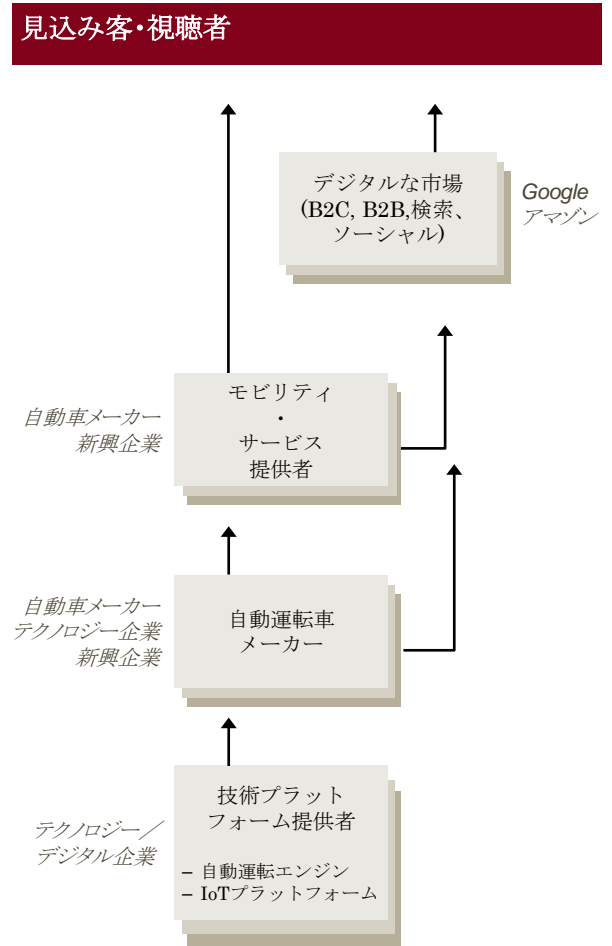 見込み客・視聴者
デジタルな市場
(B2C, B2B,検索、
ソーシャル)
Google
アマゾン
モビリティ
・
サービス
提供者
自動車メーカー
新興企業
自動運転車
メーカー
自動車メーカー
テクノロジー企業
新興企業
技術プラット
フォーム提供者
– 自動運転エンジン
– IoTプラットフォーム
テクノロジー／
デジタル企業